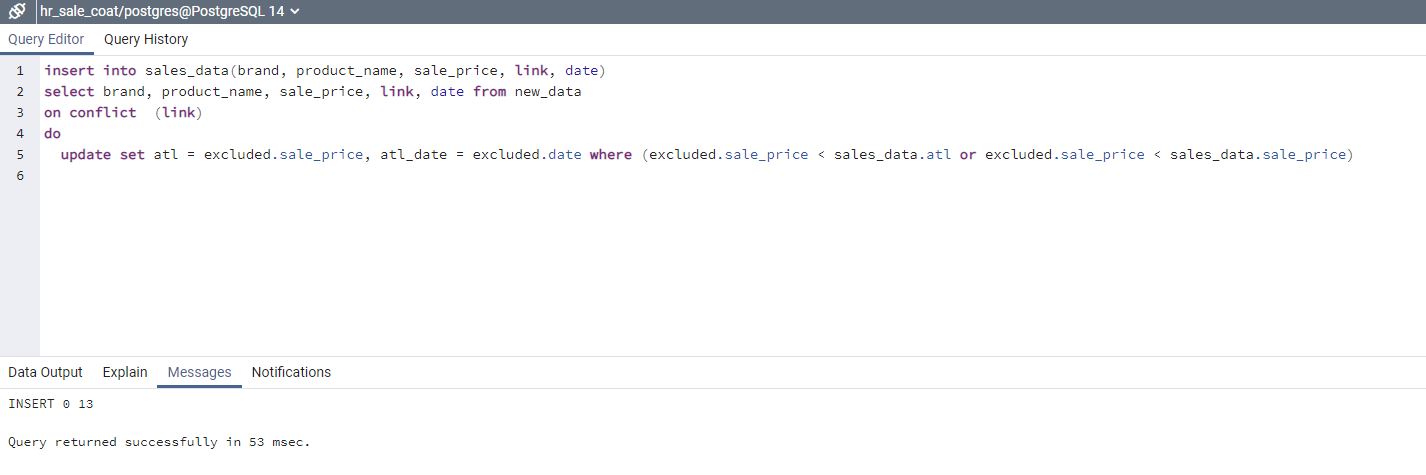 hr_sale_coat/postgres@PostgreSQL 14
Query Editor Query History
1 insert into sales_data(brand, product_name, sale_price, link, date)
2 select brand, product_name, sale_price, link, date from new_data
3 on conflict  (link)
4 do
5   update set atl = excluded.sale_price, atl_date = excluded.date where (excluded.sale_price < sales_data.atl or excluded.sale_price < sales_data.sale_price)
6
Data Output Explain Messages Notifications
INSERT 0 13
Query returned successfully in 53 msec.